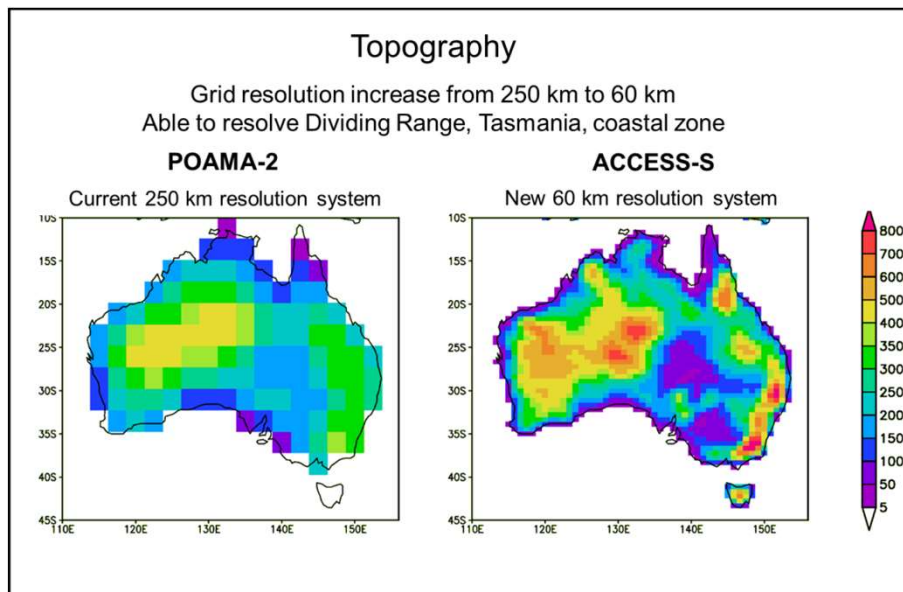 Topography
Grid resolution increase from 250 km to 60 km
Able to resolve Dividing Range, Tasmania, coastal zone
POAMA-2
Current 250 km resolution system
10S
15S
20S
25S
30S
35S
40S
45S
110E
120E
130E
140E
150E
ACCESS-S
New 60 km resolution system
10S
15S
20S
25S
30S
35S
40S
45S
110E
120E
130E
140E
150E
800
700
600
500
450
400
350
300
250
200
150
100
50
5